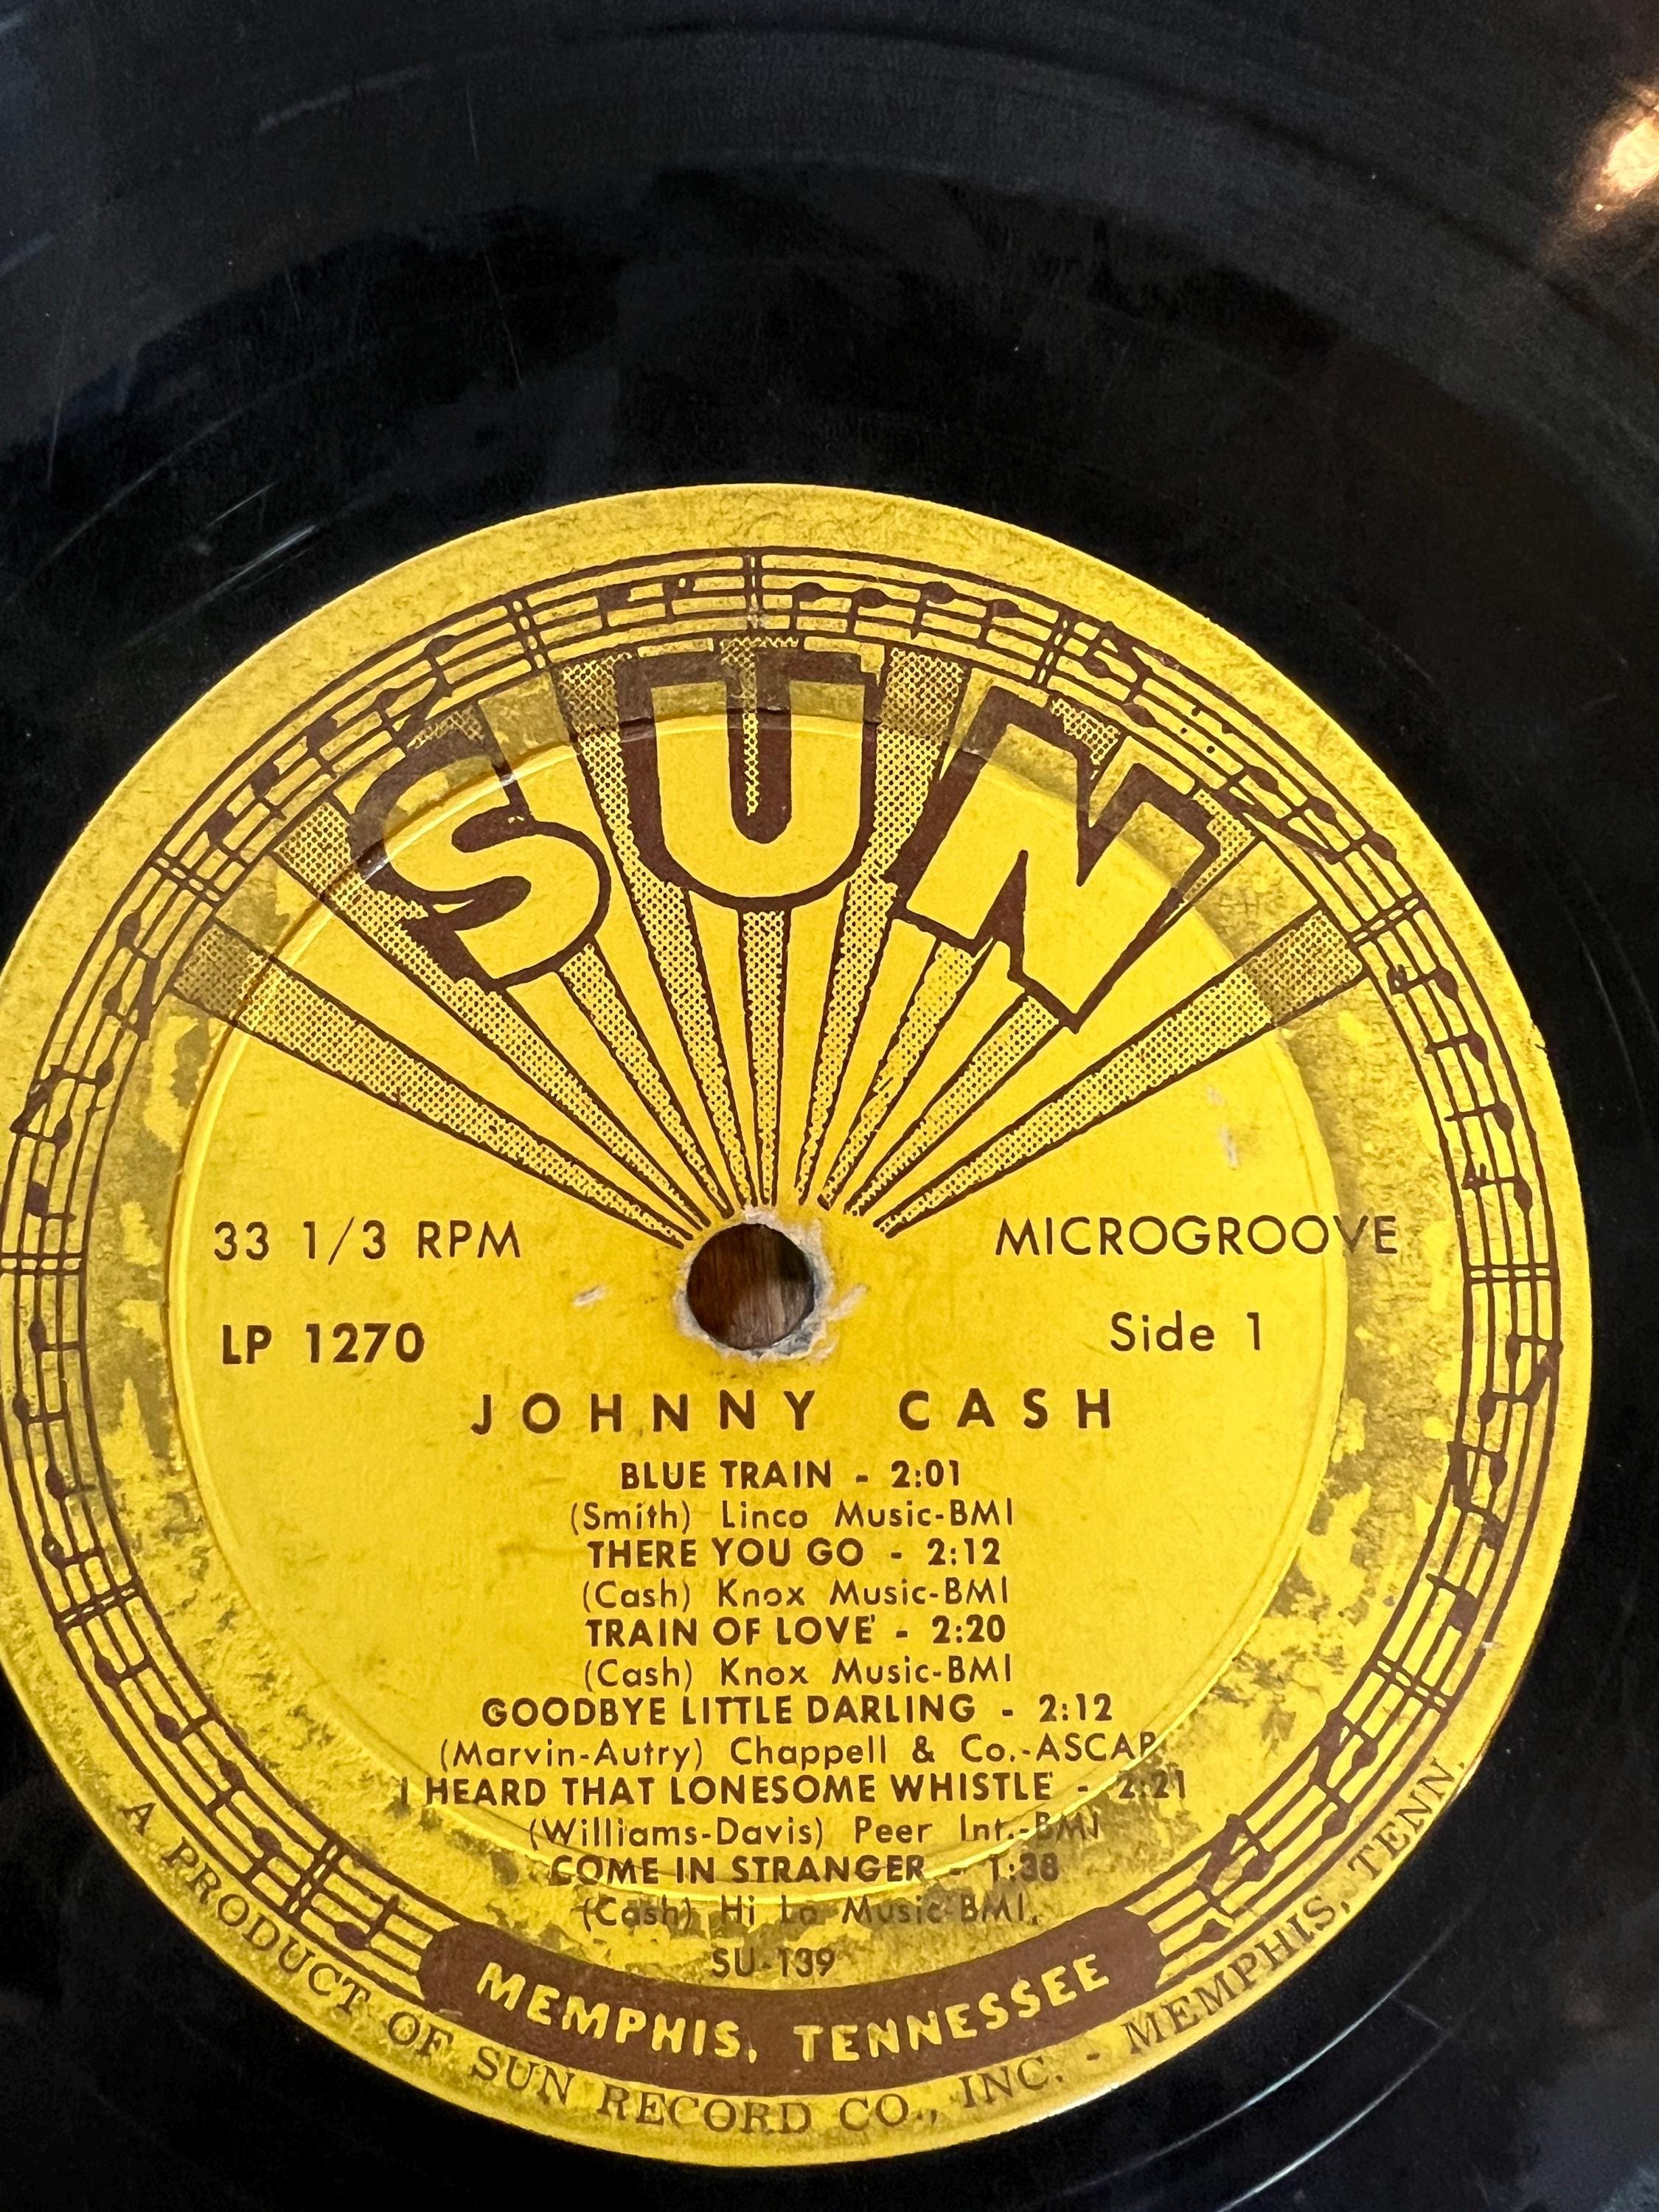 SUN
33 1/3 RPM
MICROGROOVE
LP 1270
Side 1
JOHNNY CASH
BLUE TRAIN - 2:01
(Smith) Linco Music-BMI
THERE YOU GO - 2:12
(Cash) Knox Music-BMI
TRAIN OF LOVE - 2:20
(Cash) Knox Music-BMI
GOODBYE LITTLE DARLING - 2:12
(Marvin-Autry) Chappell & Co.-ASCAP
I HEARD THAT LONESOME WHISTLE - 2:21
(Williams-Davis) Peer Int.-BMI
COME IN STRANGER - 1:38
(Cash) Hi Lo Music-BMI
SU-139
MEMPHIS, TENNESSEE
A PRODUCT OF SUN RECORD CO., INC. - MEMPHIS, TENN.